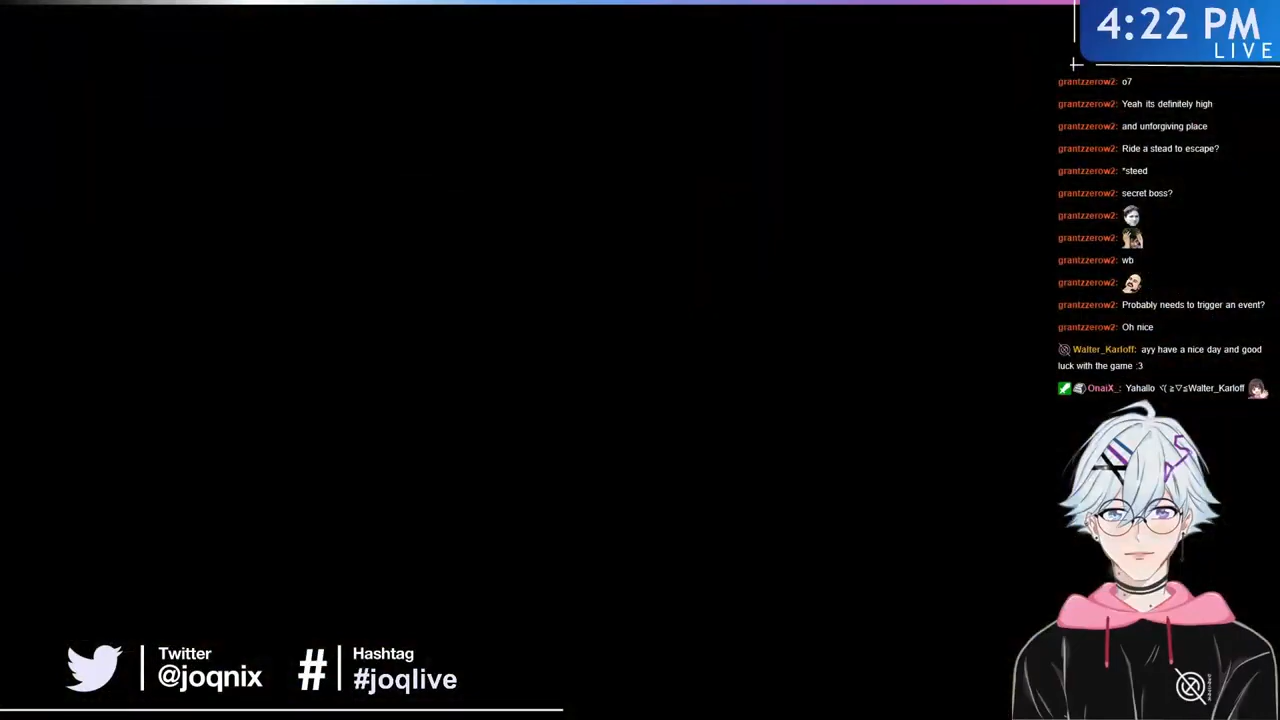 4:22 PM
LIVE
grantzzerow2: o7
grantzzerow2: Yeah its definitely high
grantzzerow2: and unforgiving place
grantzzerow2: Ride a stead to escape?
grantzzerow2: *steed
grantzzerow2: secret boss?
grantzzerow2:
grantzzerow2:
grantzzerow2: wb
grantzzerow2:
grantzzerow2: Probably needs to trigger an event?
grantzzerow2: Oh nice
Walter_Karloff: ayy have a nice day and good
luck with the game :3
OnaiX_: Yahallo ヾ(≧▽≦Walter_Karloff
Twitter
@joqnix
#
Hashtag
#joqlive